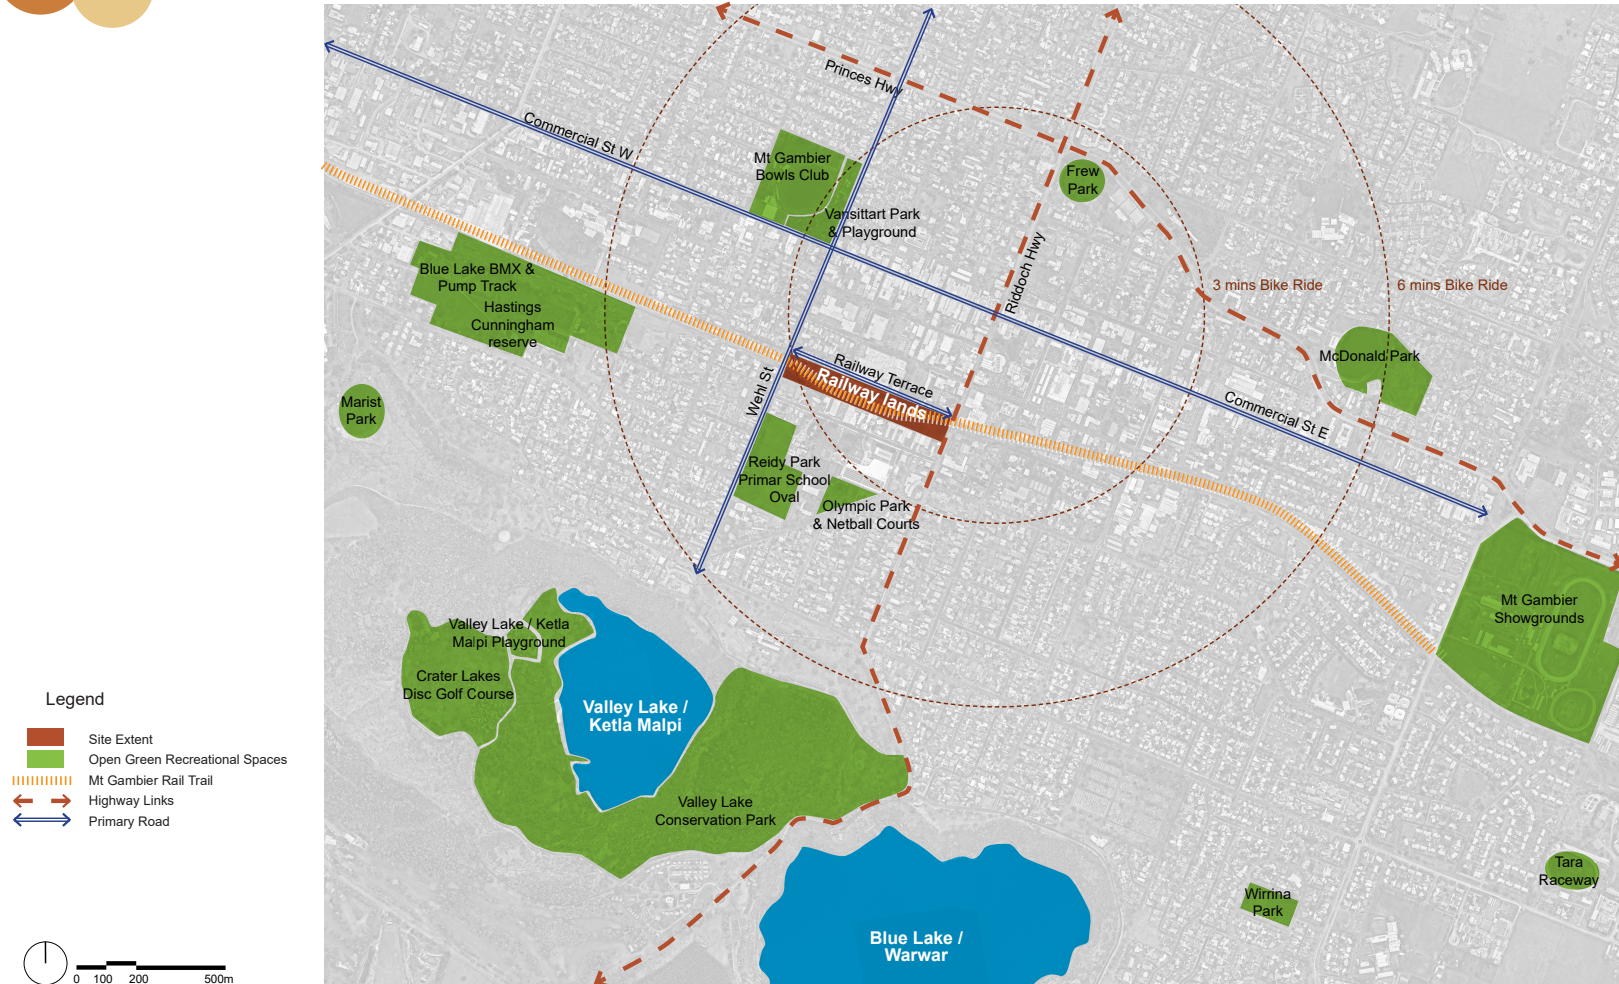 Princes Hwy
Commercial St W
Mt Gambier
Bowls Club
Frew
Park
Vansittart Park
& Playground
Riddoch Hwy
Blue Lake BMX &
Pump Track
Hastings
Cunningham
reserve
3 mins Bike Ride
6 mins Bike Ride
McDonald Park
Railway Terrace
Railway lands
Wehl St
Marist
Park
Commercial St E
Reidy Park
Primar School
Oval
Olympic Park
& Netball Courts
Mt Gambier
Showgrounds
Valley Lake / Ketla
Malpi Playground
Crater Lakes
Disc Golf Course
Valley Lake /
Ketla Malpi
Valley Lake
Conservation Park
Tara
Raceway
Wirrina
Park
Blue Lake /
Warwar
Legend
Site Extent
Open Green Recreational Spaces
Mt Gambier Rail Trail
Highway Links
Primary Road
0 100 200 500m